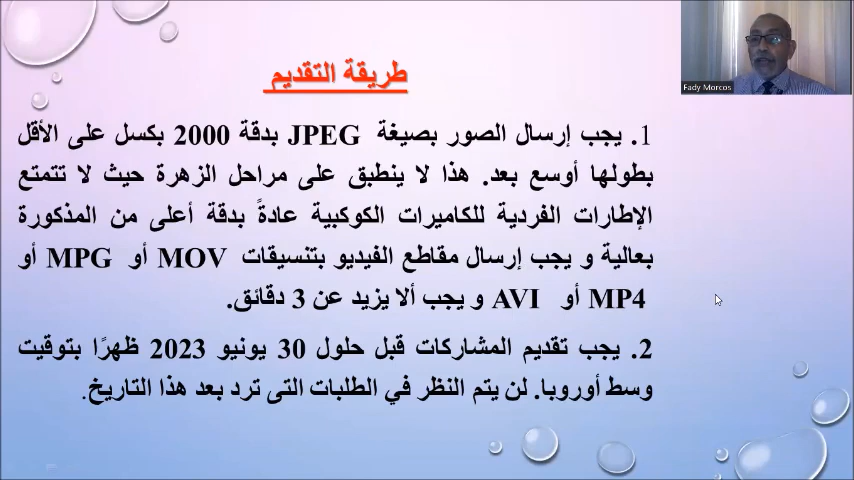 طريقة التقديم
Fady Morcos
1. يجب إرسال الصور بصيغة JPEG بدقة 2000 بكسل على الأقل
بطولها أوسع بعد. هذا لا ينطبق على مراحل الزهرة حيث لا تتمتع
الإطارات الفردية للكاميرات الكوكبية عادةً بدقة أعلى من المذكورة
بعالية و يجب إرسال مقاطع الفيديو بتنسيقات MOV أو MPG أو
MP4 أو AVI و يجب ألا يزيد عن 3 دقائق.
2. يجب تقديم المشاركات قبل حلول 30 يونيو 2023 ظهرًا بتوقيت
وسط أوروبا. لن يتم النظر في الطلبات التى ترد بعد هذا التاريخ.